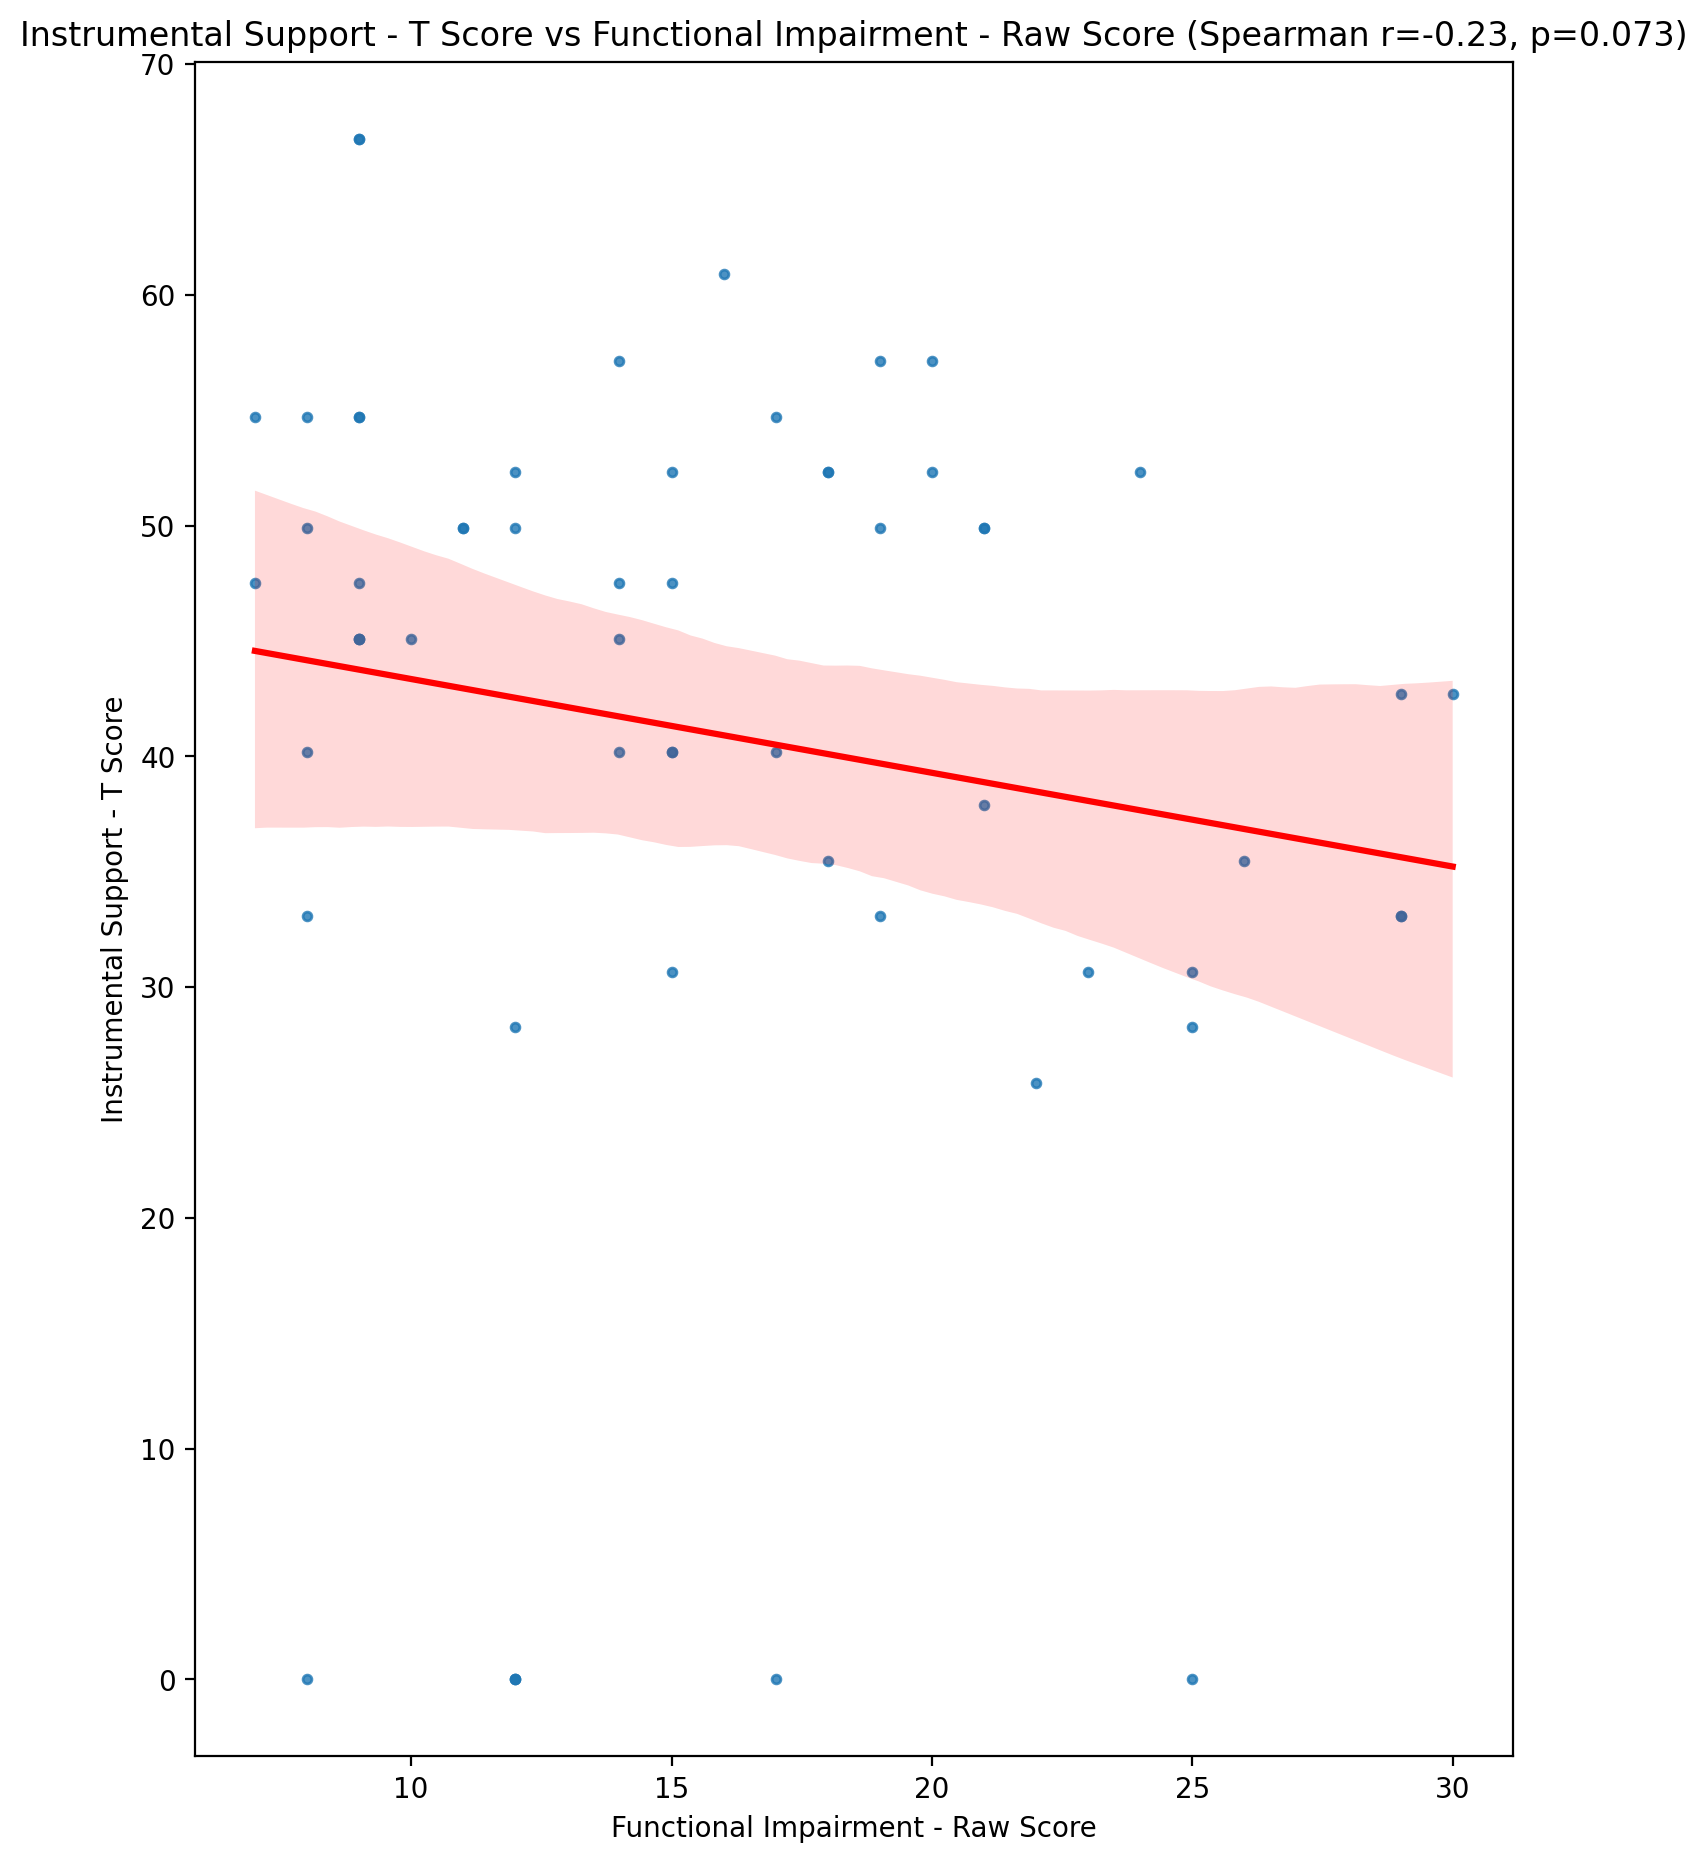 Instrumental Support - T Score vs Functional Impairment - Raw Score (Spearman r=-0.23, p=0.073)
70
60
50
40
30
20
10
0
Instrumental Support - T Score
10 15 20 25 30
Functional Impairment - Raw Score